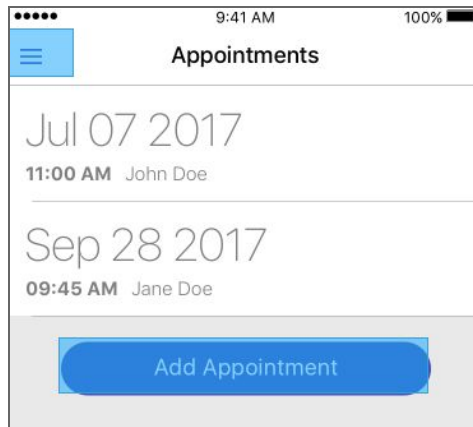 9:41 AM 100%
Appointments
Jul 07 2017
11:00 AM John Doe
Sep 28 2017
09:45 AM Jane Doe
Add Appointment